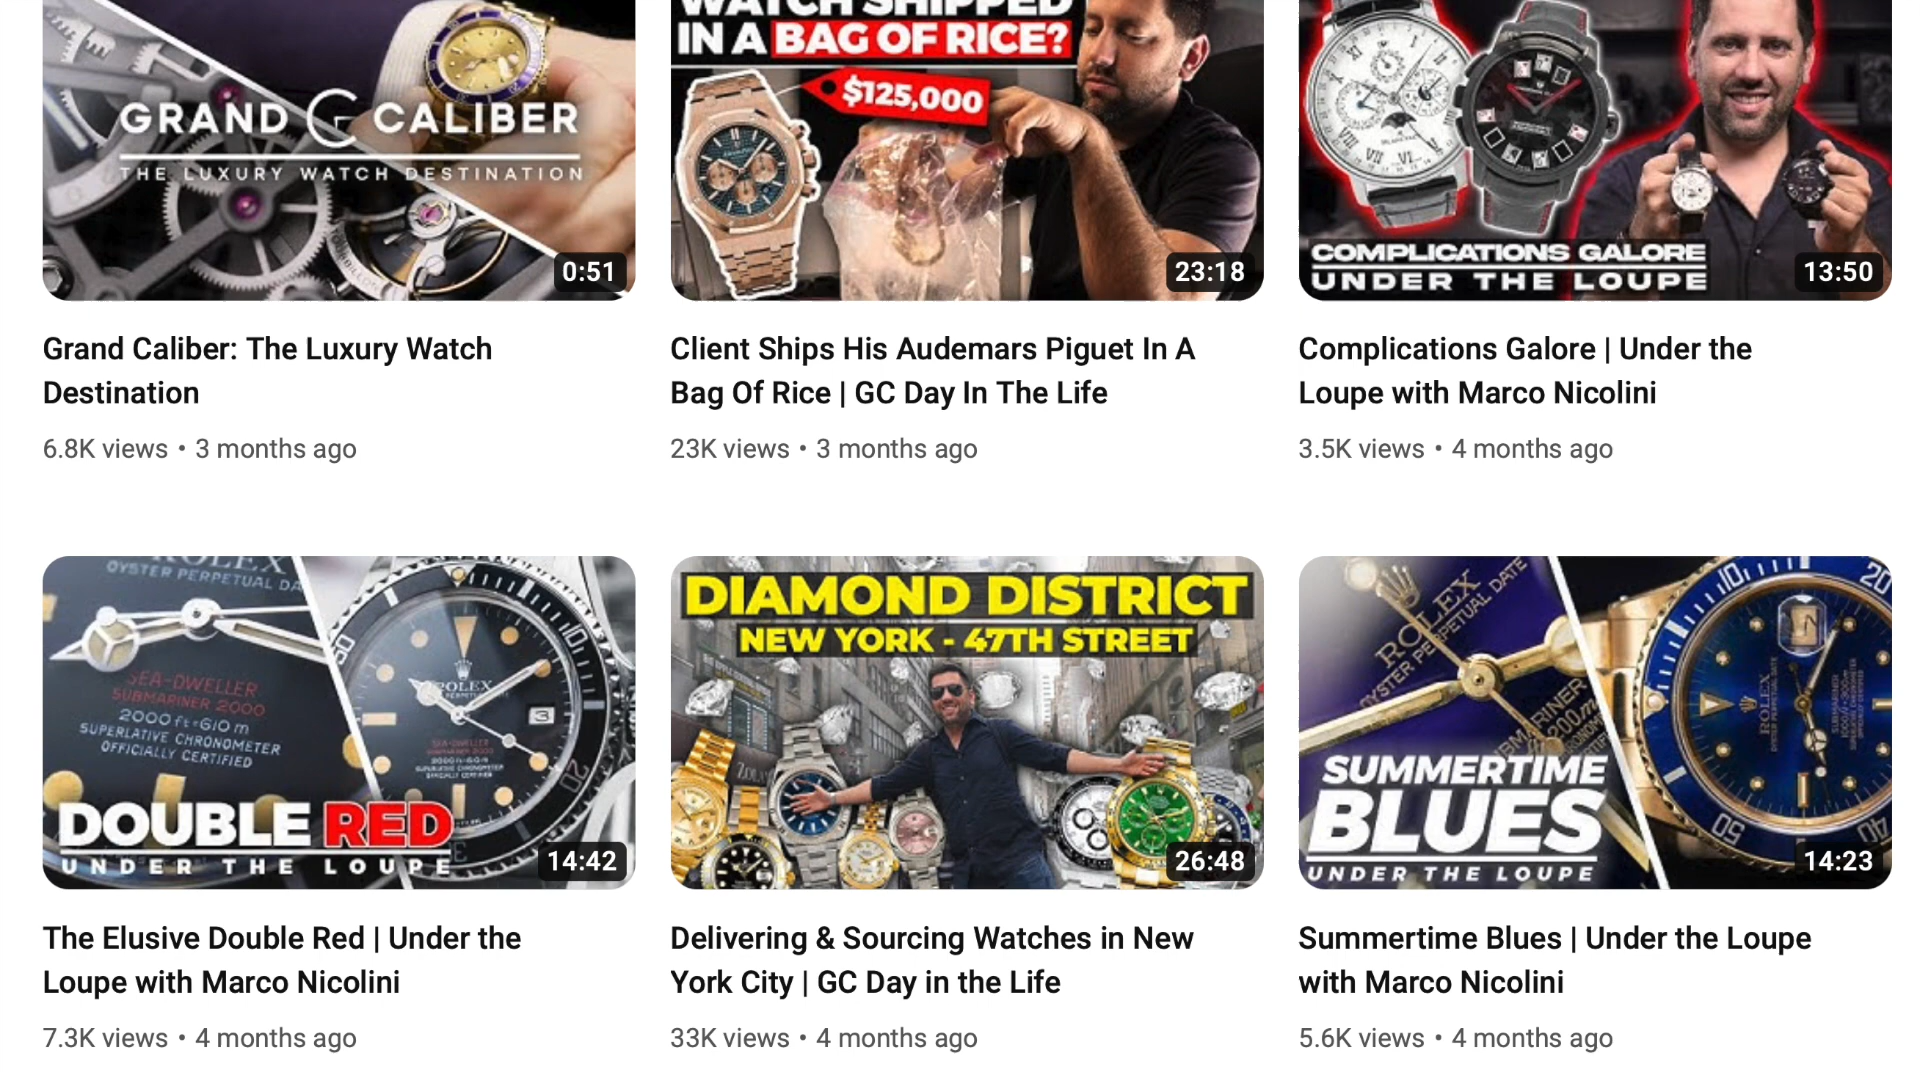 GRAND CALIBER
THE LUXURY WATCH DESTINATION
0:51
WATCH SHIPPED
IN A BAG OF RICE?
$125,000
23:18
COMPLICATIONS GALORE
UNDER THE LOUPE
13:50
Grand Caliber: The Luxury Watch
Destination
6.8K views • 3 months ago
Client Ships His Audemars Piguet In A
Bag Of Rice | GC Day In The Life
23K views • 3 months ago
Complications Galore | Under the
Loupe with Marco Nicolini
3.5K views • 4 months ago
ROLEX
OYSTER PERPETUAL DA
SEA-DWELLER
SUBMARINER 2000
2000 ft=610 m
SUPERLATIVE CHRONOMETER
OFFICIALLY CERTIFIED
ROLEX
3
DOUBLE RED
UNDER THE LOUPE
14:42
DIAMOND DISTRICT
NEW YORK - 47TH STREET
26:48
ROLEX
OYSTER PERPETUAL DATE
ROLEX
SUMMERTIME
BLUES
UNDER THE LOUPE
14:23
The Elusive Double Red | Under the
Loupe with Marco Nicolini
7.3K views • 4 months ago
Delivering & Sourcing Watches in New
York City | GC Day in the Life
33K views • 4 months ago
Summertime Blues | Under the Loupe
with Marco Nicolini
5.6K views • 4 months ago